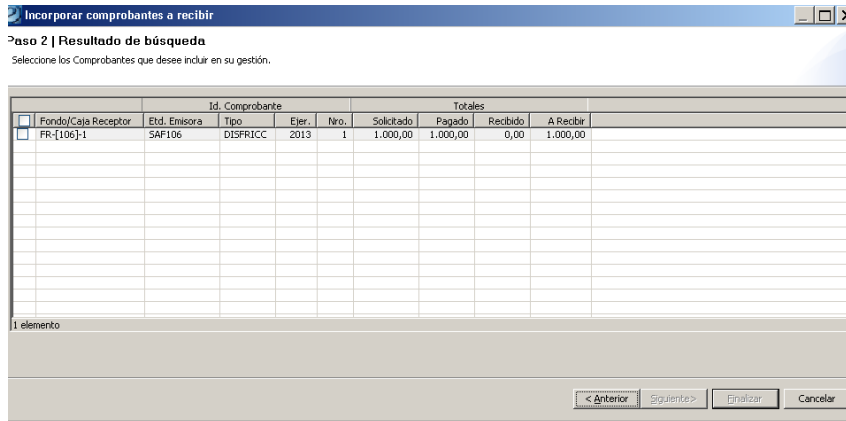 Incorporar comprobantes a recibir
Paso 2 | Resultado de búsqueda
Seleccione los Comprobantes que desee incluir en su gestión.
Id. Comprobante Totales
Fondo/Caja Receptor Etd. Emisora Tipo Ejer. Nro. Solicitado Pagado Recibido A Recibir
FR-[106]-1 SAF106 DISFRICC 2013 1 1.000,00 1.000,00 0,00 1.000,00
1 elemento
< Anterior Siguiente> Finalizar Cancelar